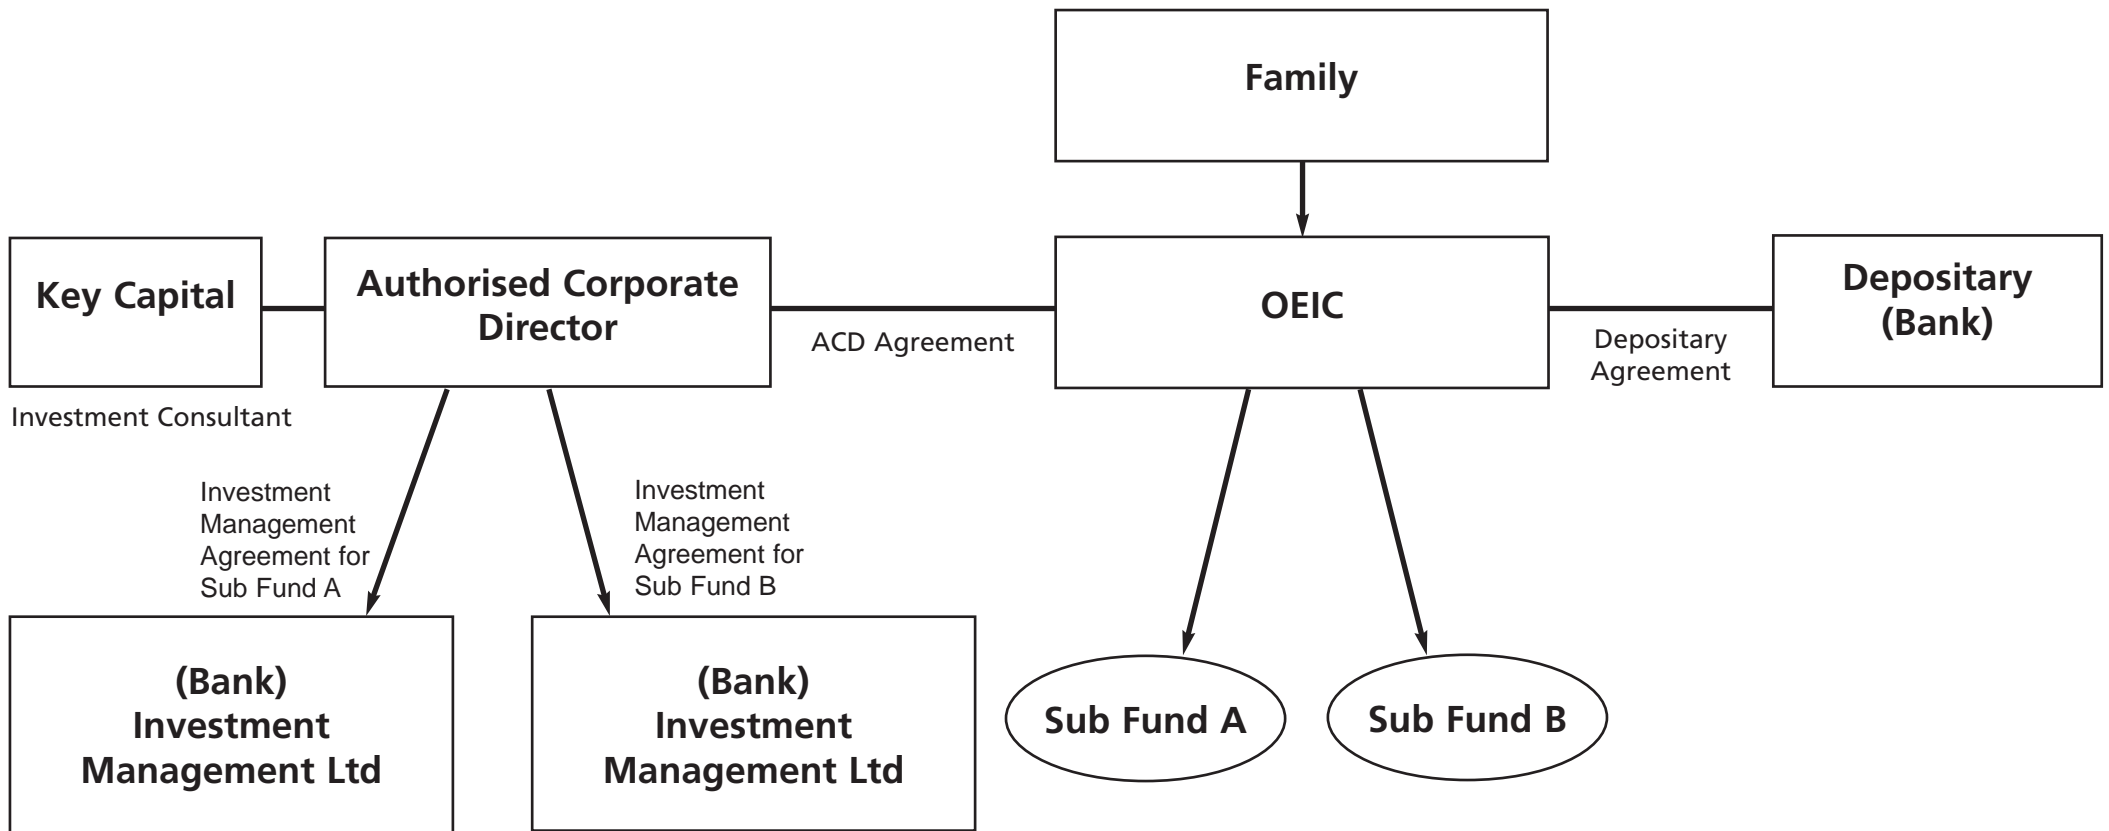 Family
Key Capital
Authorised Corporate
Director
OEIC
Depositary
(Bank)
ACD Agreement
Depositary
Agreement
Investment Consultant
Investment
Management
Agreement for
Sub Fund A
Investment
Management
Agreement for
Sub Fund B
(Bank)
Investment
Management Ltd
(Bank)
Investment
Management Ltd
Sub Fund A
Sub Fund B